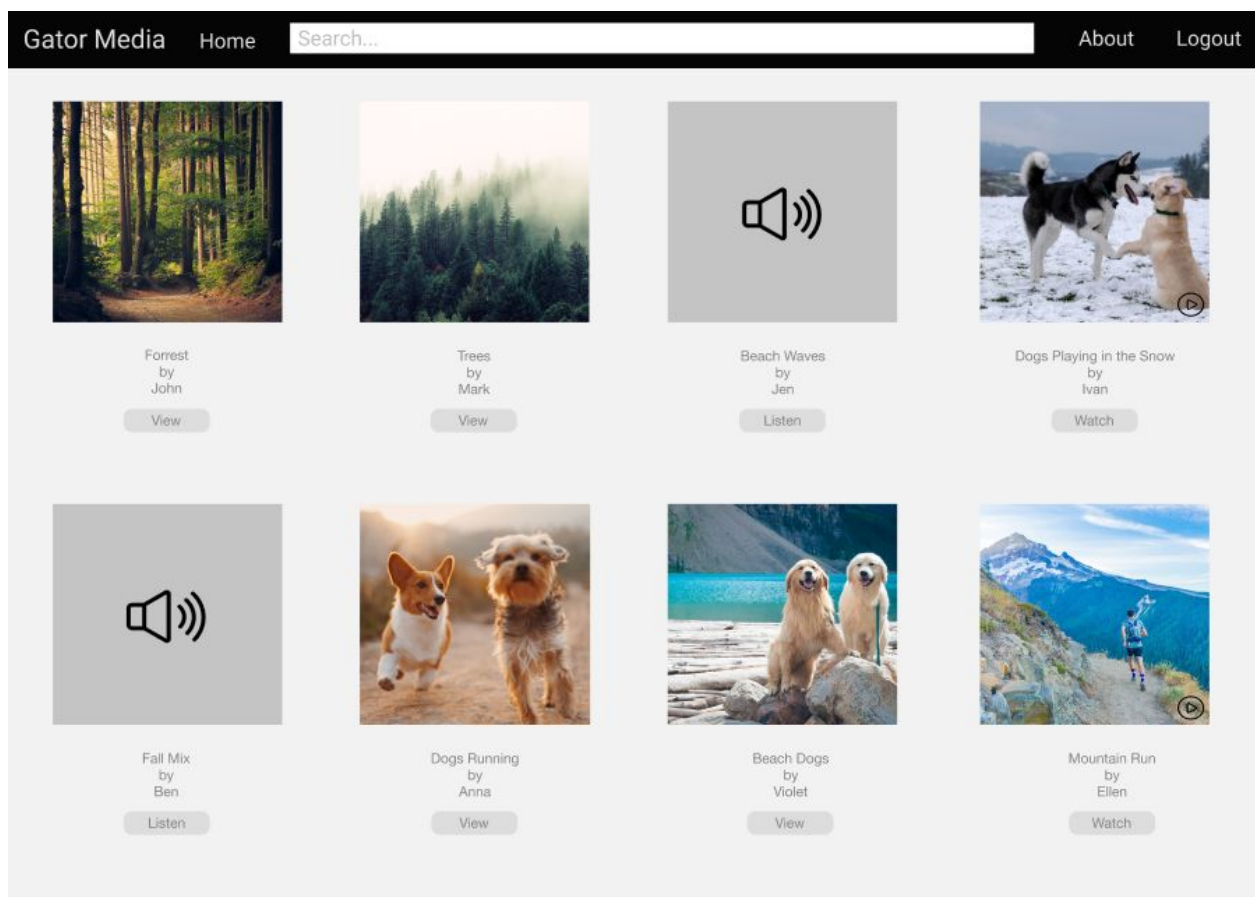 Gator Media Home Search... About Logout
Forrest
by
John
View
Trees
by
Mark
View
Beach Waves
by
Jen
Listen
Dogs Playing in the Snow
by
Ivan
Watch
Fall Mix
by
Ben
Listen
Dogs Running
by
Anna
View
Beach Dogs
by
Violet
View
Mountain Run
by
Ellen
Watch